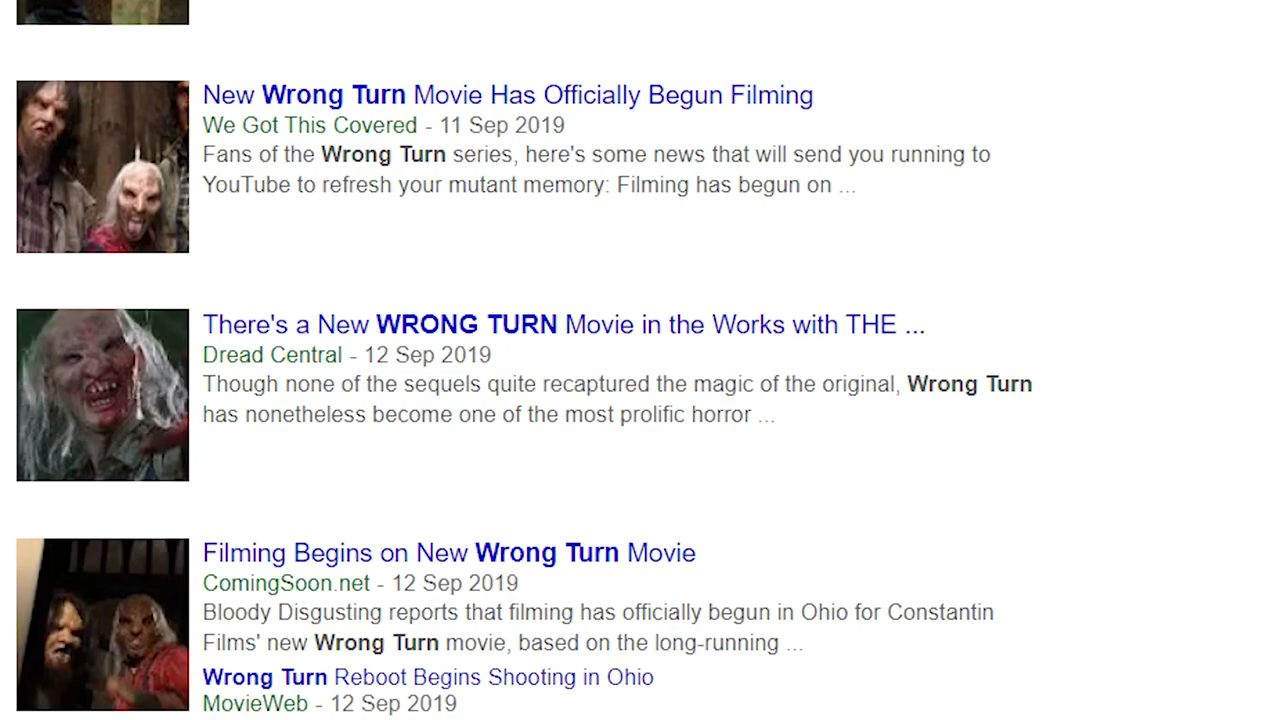 New Wrong Turn Movie Has Officially Begun Filming
We Got This Covered - 11 Sep 2019
Fans of the Wrong Turn series, here's some news that will send you running to
YouTube to refresh your mutant memory: Filming has begun on ...
There's a New WRONG TURN Movie in the Works with THE ...
Dread Central - 12 Sep 2019
Though none of the sequels quite recaptured the magic of the original, Wrong Turn
has nonetheless become one of the most prolific horror ...
Filming Begins on New Wrong Turn Movie
ComingSoon.net - 12 Sep 2019
Bloody Disgusting reports that filming has officially begun in Ohio for Constantin
Films' new Wrong Turn movie, based on the long-running ...
Wrong Turn Reboot Begins Shooting in Ohio
MovieWeb - 12 Sep 2019